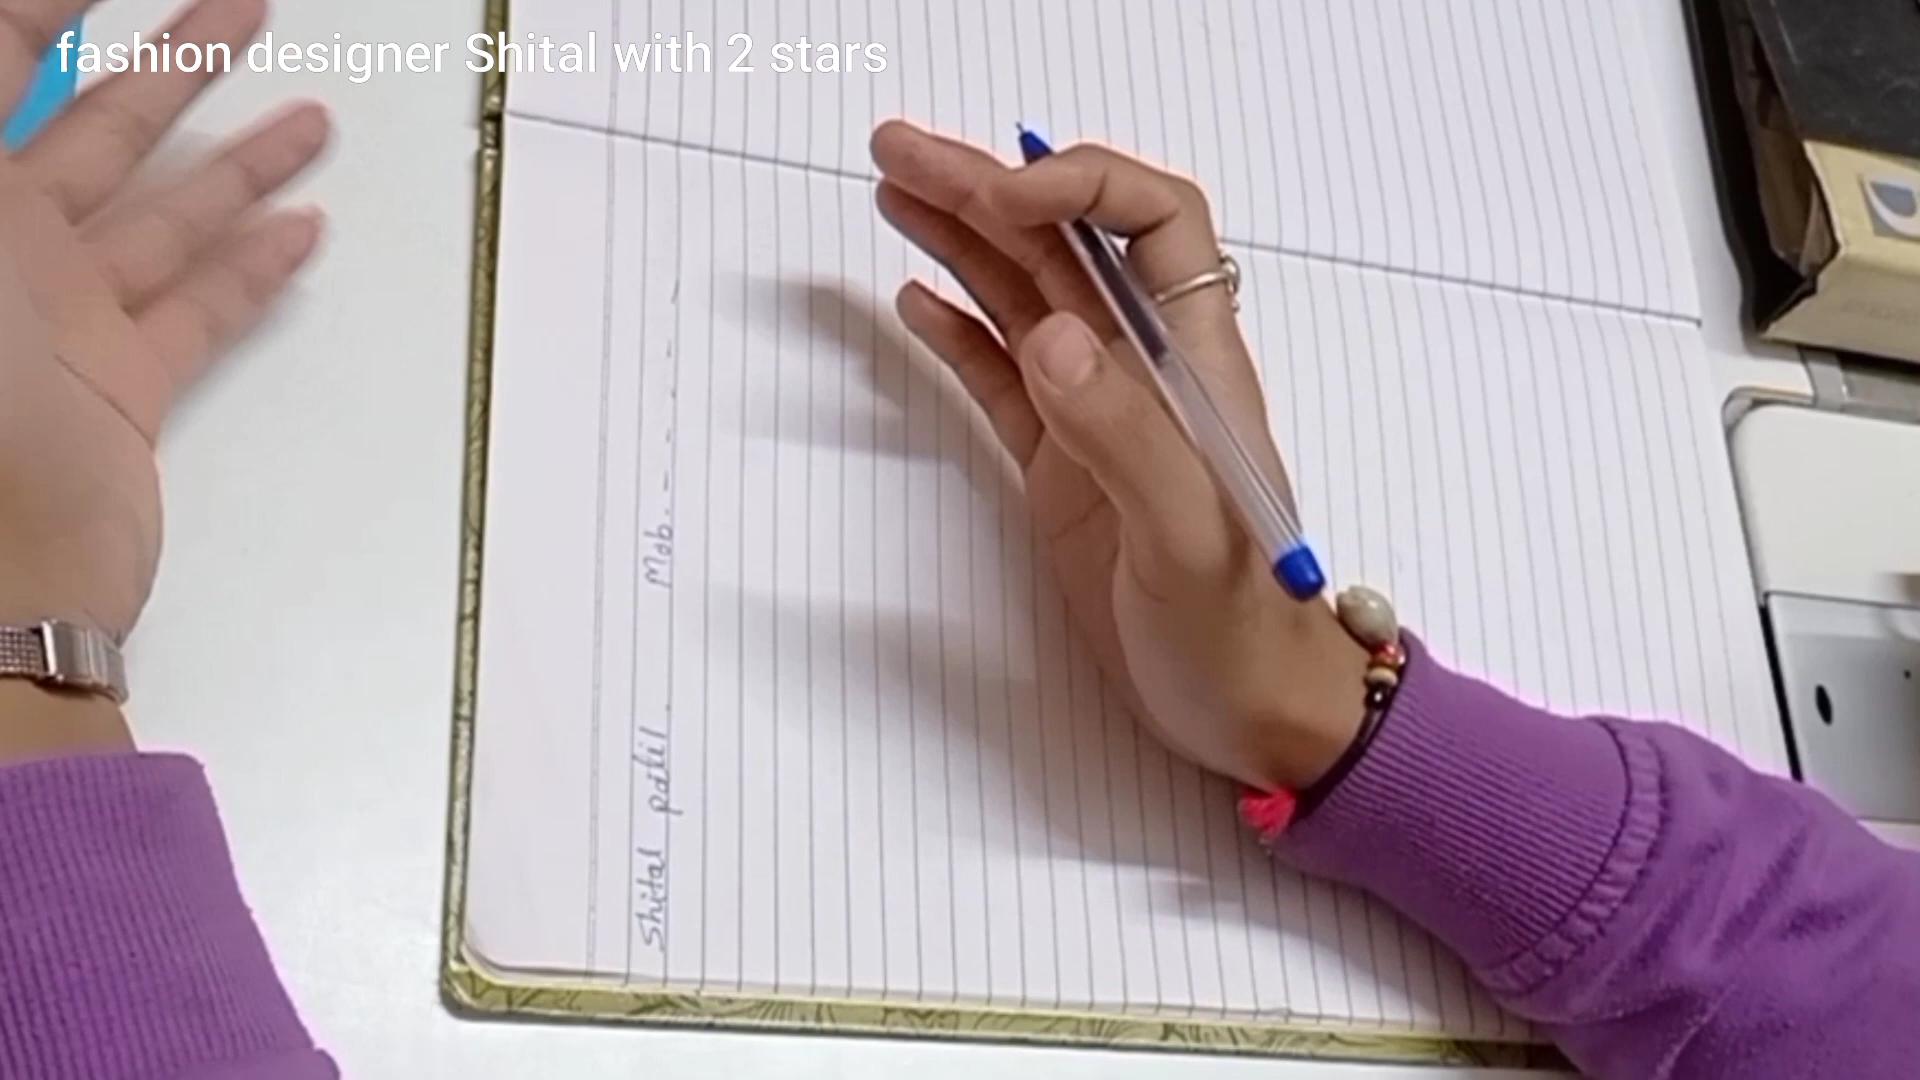 fashion designer Shital with 2 stars
Shital patil. Mob. - - - - -